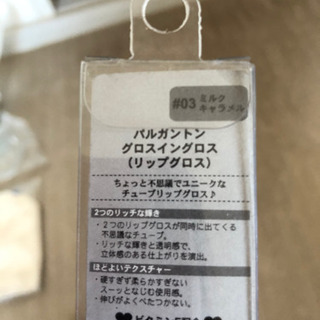 #03 ミルク
キャラメル
パルガントン
グロスイングロス
(リップグロス)
ちょっと不思議でユニークな
チューブリップグロス♪
2つのリッチな輝き
・2つのリップグロスが同時に出てくる
不思議なチューブ。
・リッチな輝きと透明感で、
立体感のある仕上がりを演出。
ほとよいテクスチャー
・硬すぎず柔らかすぎない
スーッとなじむ使用感。
・伸びがよくべたつかない。